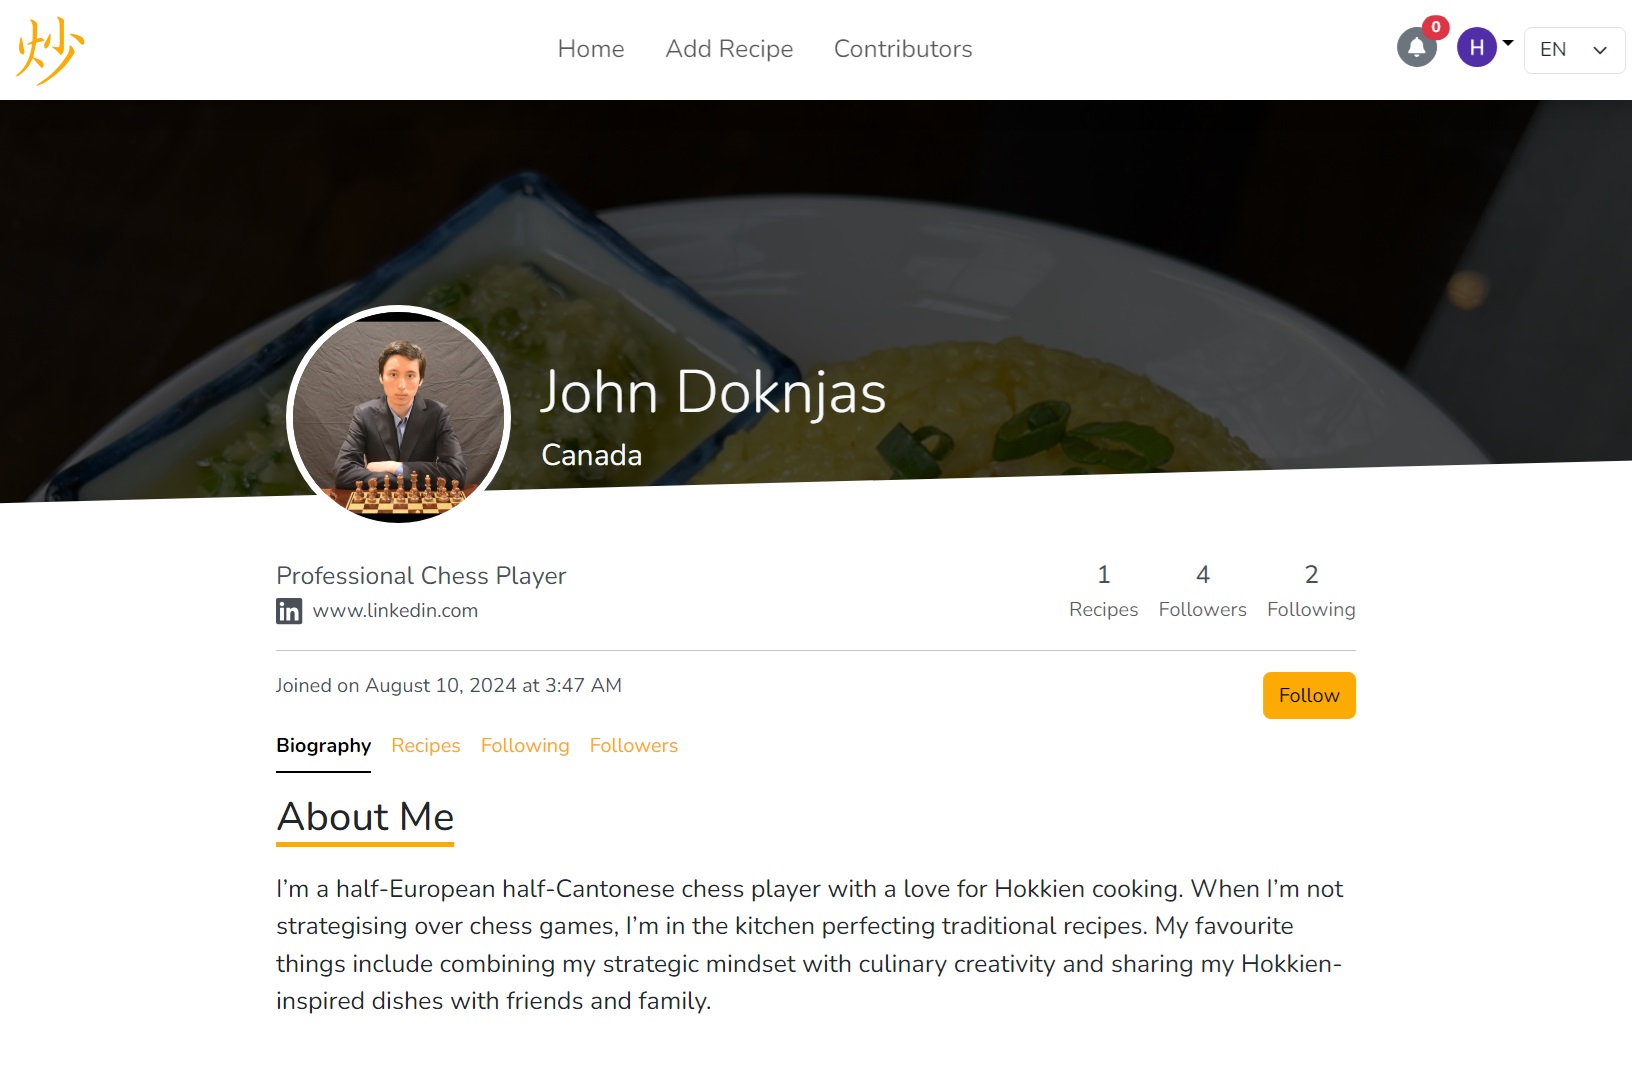 炒
Home Add Recipe Contributors
0
H
EN
John Doknjas
Canada
Professional Chess Player
in www.linkedin.com
1 4 2
Recipes Followers Following
Joined on August 10, 2024 at 3:47 AM
Follow
Biography Recipes Following Followers
About Me
I’m a half-European half-Cantonese chess player with a love for Hokkien cooking. When I’m not
strategising over chess games, I’m in the kitchen perfecting traditional recipes. My favourite
things include combining my strategic mindset with culinary creativity and sharing my Hokkien-
inspired dishes with friends and family.